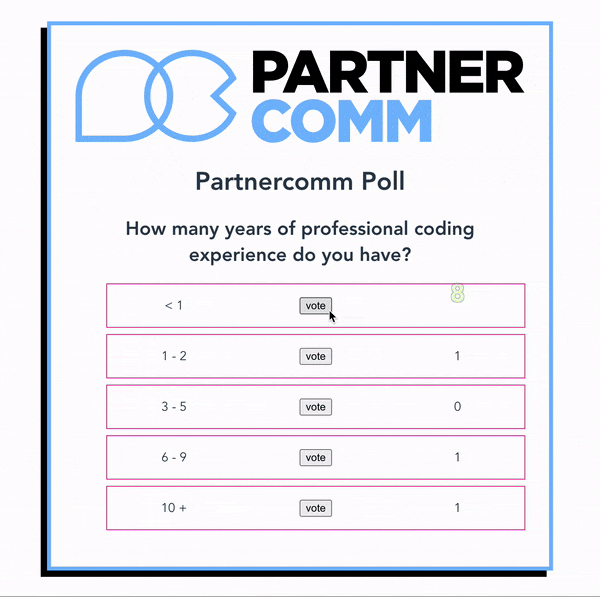 PARTNER
COMM
Partnercomm Poll
How many years of professional coding
experience do you have?
< 1 vote 8
1 - 2 vote 1
3 - 5 vote 0
6 - 9 vote 1
10 + vote 1